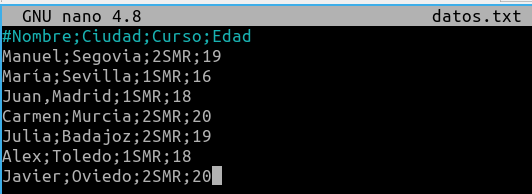 GNU nano 4.8 datos.txt
#Nombre;Ciudad;Curso;Edad
Manuel;Segovia;2SMR;19
María;Sevilla;1SMR;16
Juan,Madrid;1SMR;18
Carmen;Murcia;2SMR;20
Julia;Badajoz;2SMR;19
Alex;Toledo;1SMR;18
Javier;Oviedo;2SMR;20